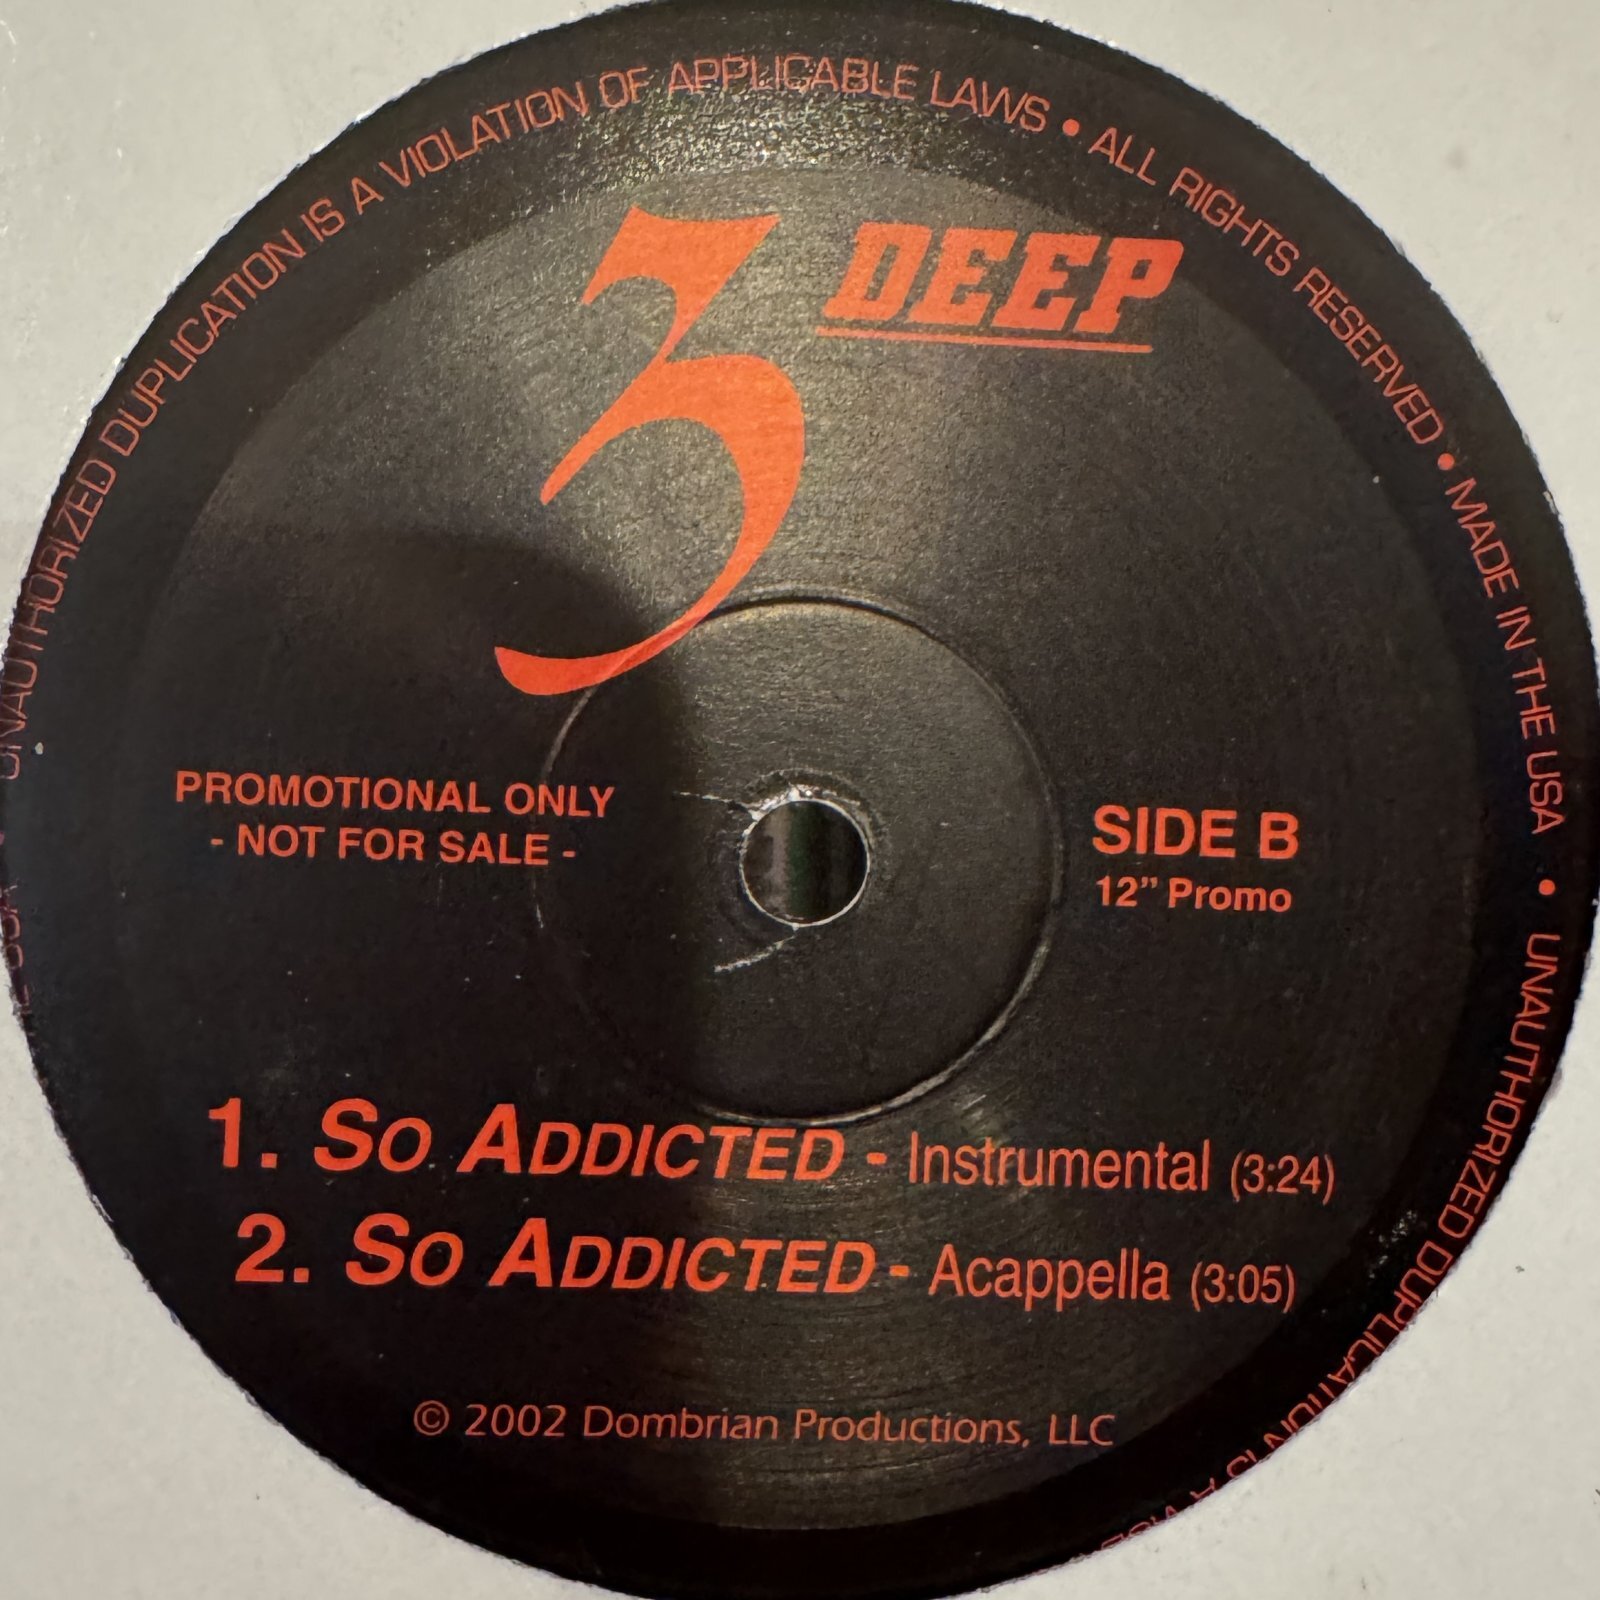 UNAUTHORIZED DUPLICATION IS A VIOLATION OF APPLICABLE LAWS • ALL RIGHTS RESERVED • MADE IN THE USA • UNAUTHORIZED DUPLICATION IS A
3 DEEP
PROMOTIONAL ONLY
- NOT FOR SALE -
SIDE B
12” Promo
1. SO ADDICTED - Instrumental (3:24)
2. SO ADDICTED - Acappella (3:05)
© 2002 Dombrian Productions, LLC